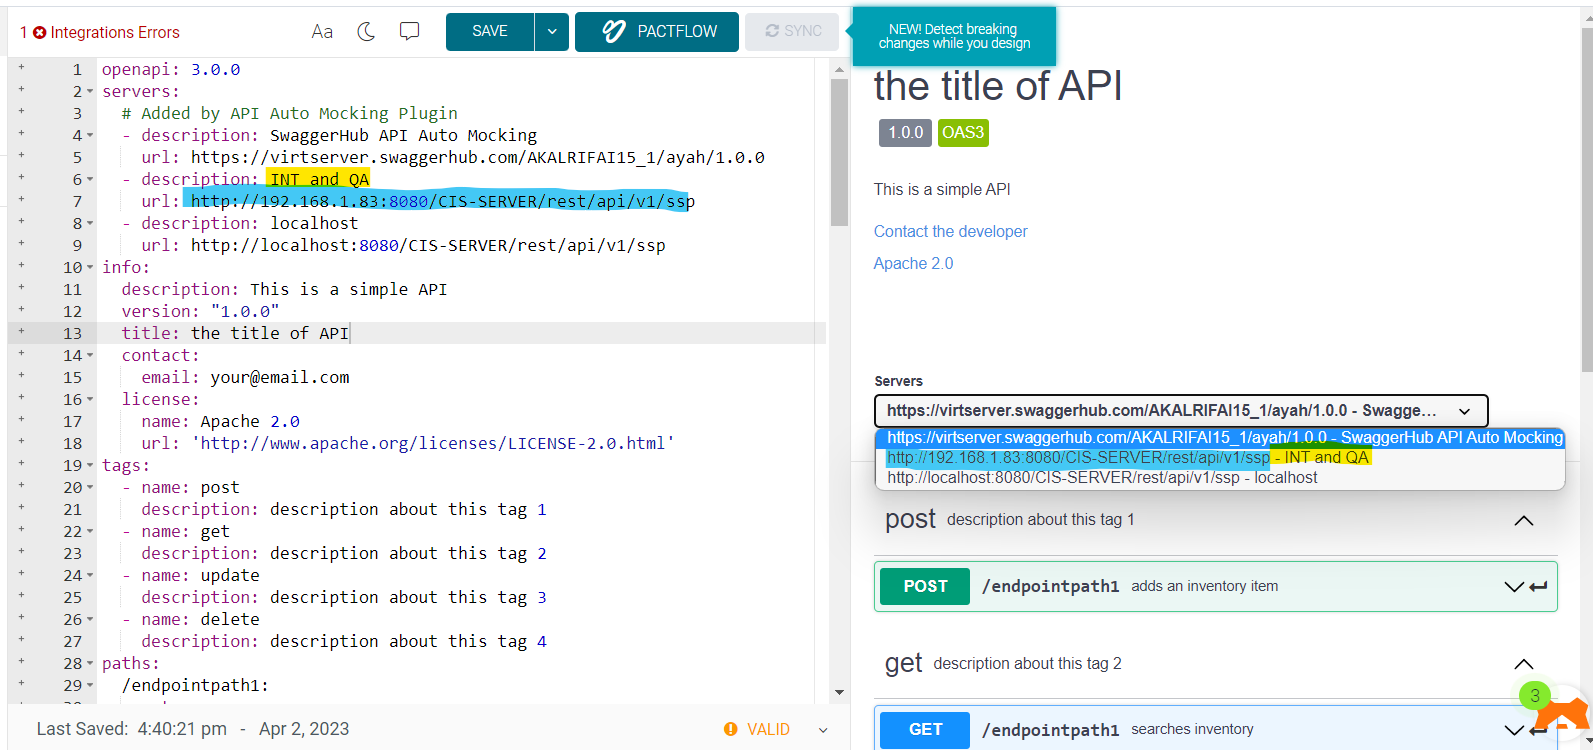 1 Integrations Errors
Aa
SAVE
PACTFLOW
SYNC
NEW! Detect breaking
changes while you design
1 openapi: 3.0.0
2 servers:
3 # Added by API Auto Mocking Plugin
4 - description: SwaggerHub API Auto Mocking
5 url: https://virtserver.swaggerhub.com/AKALRIFAI15_1/ayah/1.0.0
6 - description: INT and QA
7 url: http://192.168.1.83:8080/CIS-SERVER/rest/api/v1/ssp
8 - description: localhost
9 url: http://localhost:8080/CIS-SERVER/rest/api/v1/ssp
10 info:
11 description: This is a simple API
12 version: "1.0.0"
13 title: the title of API
14 contact:
15 email: your@email.com
16 license:
17 name: Apache 2.0
18 url: 'http://www.apache.org/licenses/LICENSE-2.0.html'
19 tags:
20 - name: post
21 description: description about this tag 1
22 - name: get
23 description: description about this tag 2
24 - name: update
25 description: description about this tag 3
26 - name: delete
27 description: description about this tag 4
28 paths:
29 /endpointpath1:
Last Saved: 4:40:21 pm - Apr 2, 2023
VALID
the title of API
1.0.0 OAS3
This is a simple API
Contact the developer
Apache 2.0
Servers
https://virtserver.swaggerhub.com/AKALRIFAI15_1/ayah/1.0.0 - Swagge...
https://virtserver.swaggerhub.com/AKALRIFAI15_1/ayah/1.0.0 - SwaggerHub API Auto Mocking
http://192.168.1.83:8080/CIS-SERVER/rest/api/v1/ssp - INT and QA
http://localhost:8080/CIS-SERVER/rest/api/v1/ssp - localhost
post description about this tag 1
POST /endpointpath1 adds an inventory item
get description about this tag 2
3
GET /endpointpath1 searches inventory